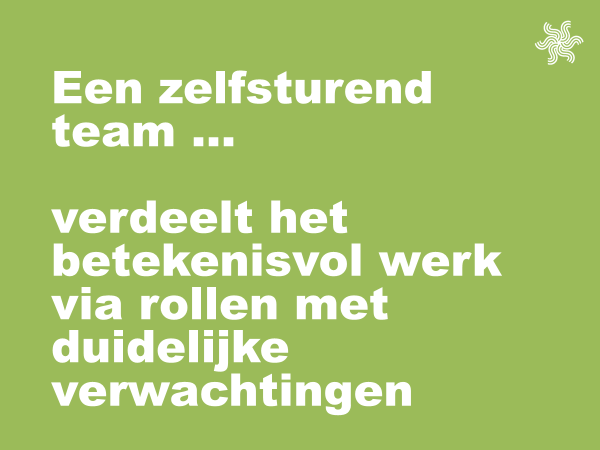 Een zelfsturend
team ...
verdeelt het
betekenisvol werk
via rollen met
duidelijke
verwachtingen